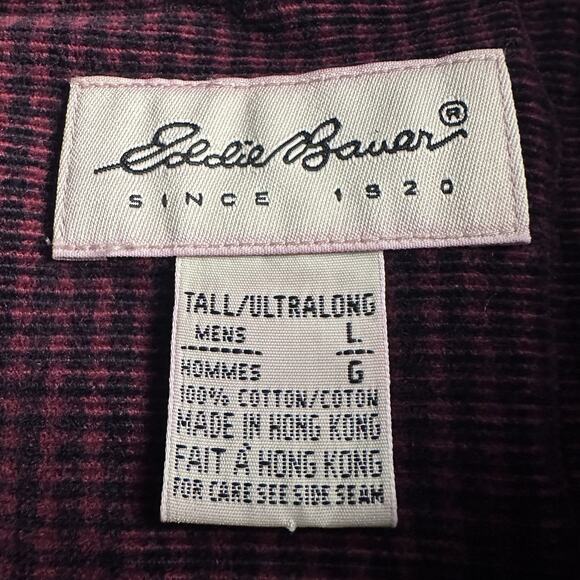 Eddie Bauer®
SINCE 1920
TALL/ULTRALONG
MENS L
HOMMES G
100% COTTON/COTON
MADE IN HONG KONG
FAIT À HONG KONG
FOR CARE SEE SIDE SEAM